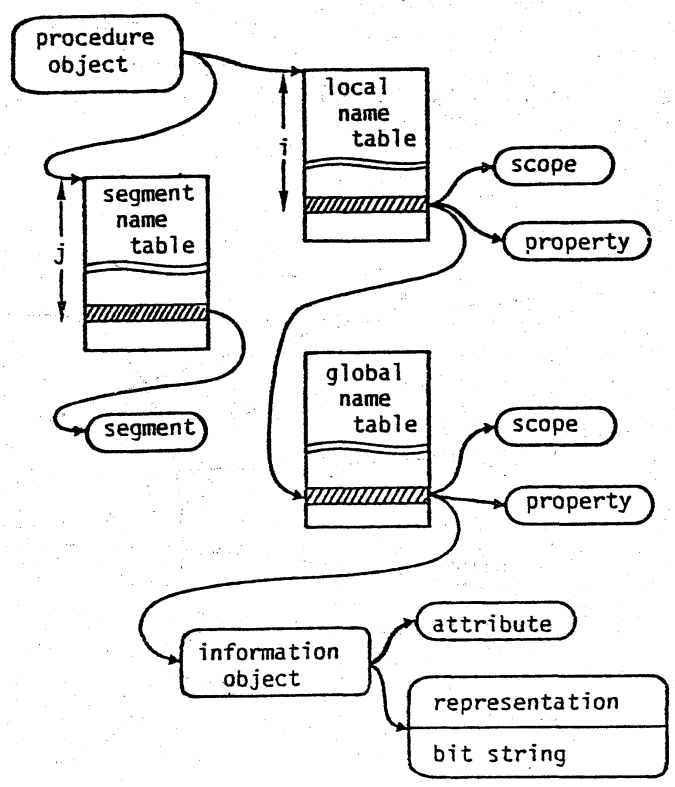 procedure
object
local
name
table
i
scope
property
segment
name
table
j
segment
global
name
table
scope
property
information
object
attribute
representation
bit string